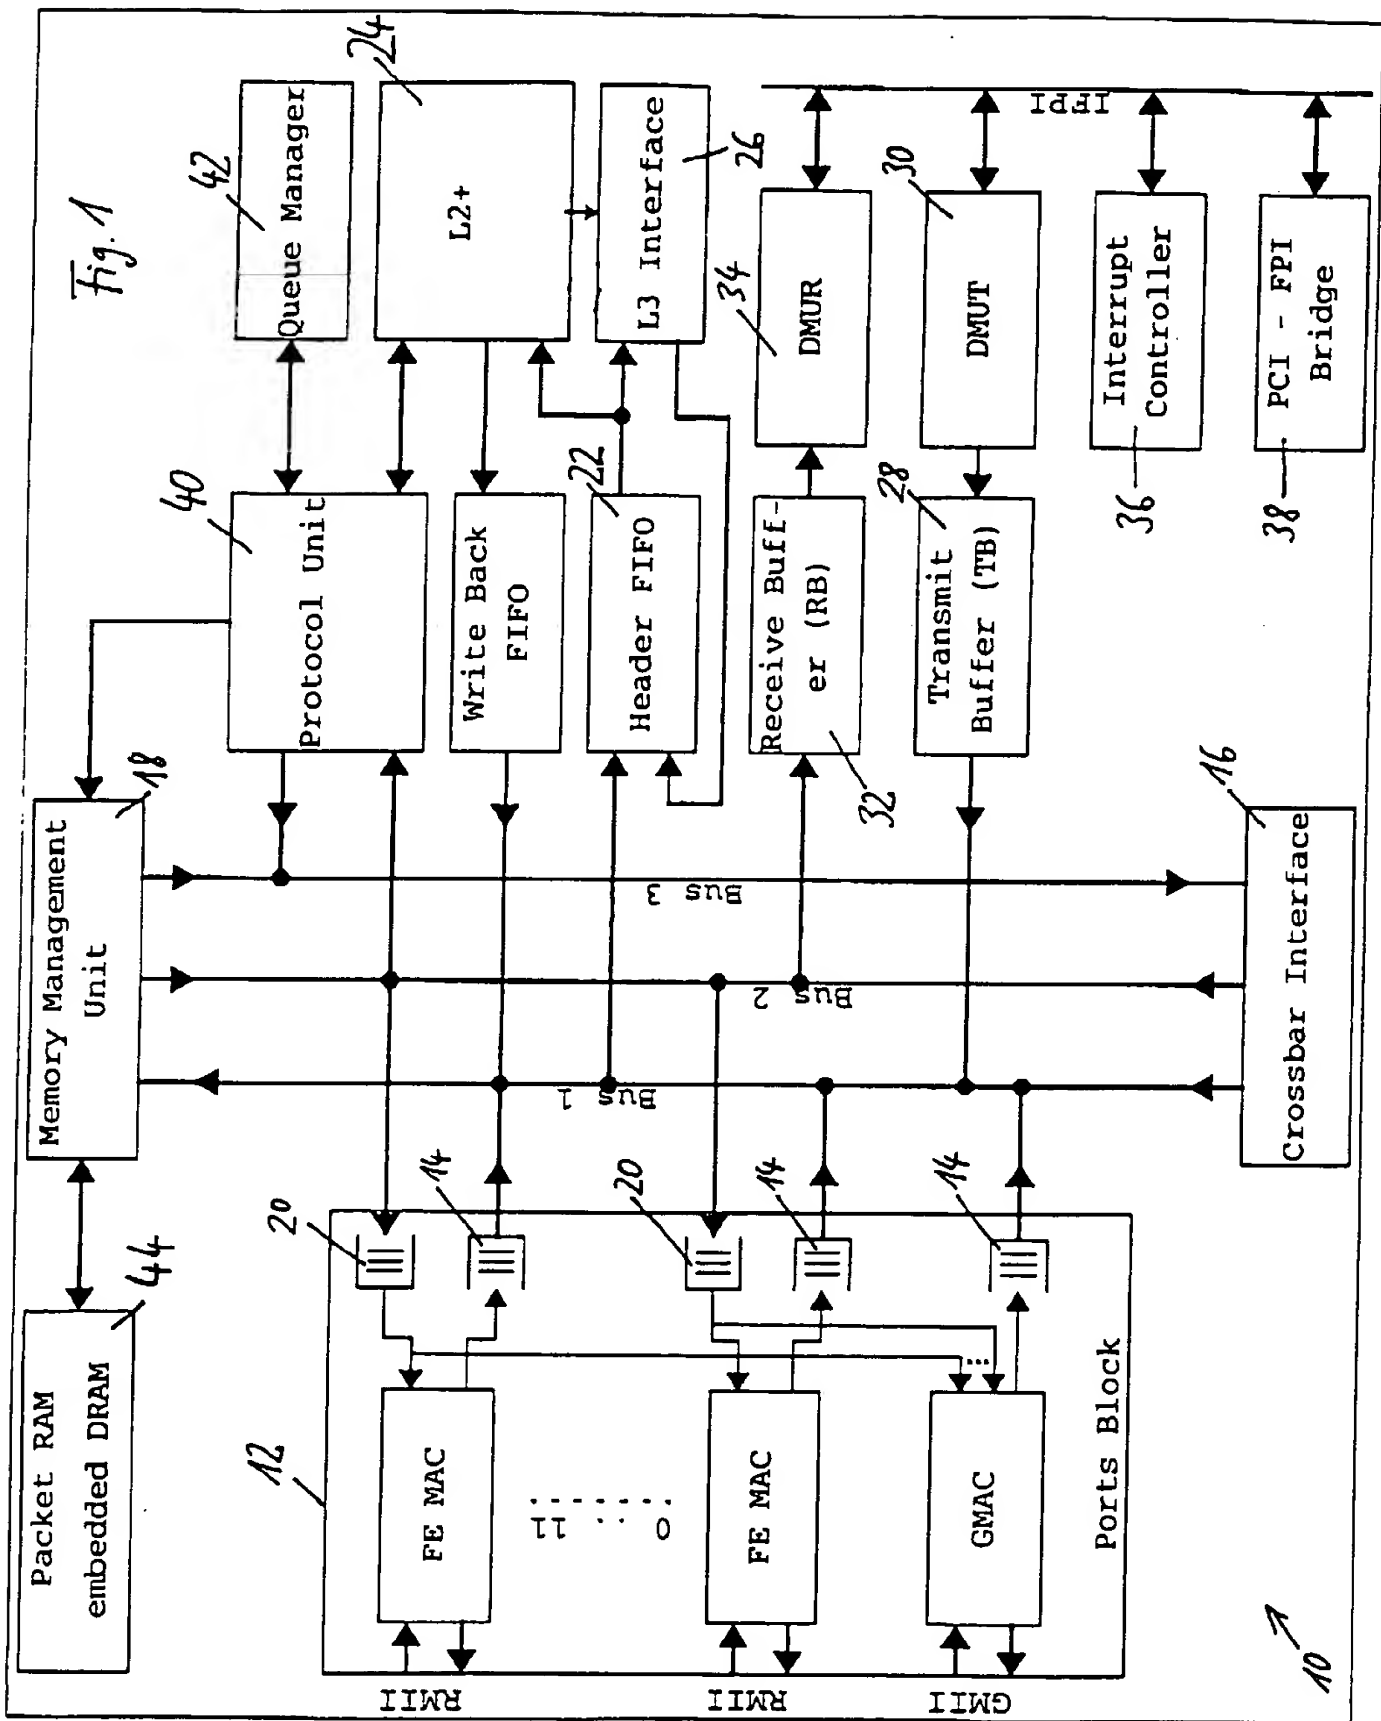 Fig. 1
Packet RAM
embedded DRAM
44
Memory Management
Unit
18
40
Protocol Unit
42
Queue Manager
24
L2+
Write Back
FIFO
22
Header FIFO
L3 Interface
26
Receive Buff-
er (RB)
32
34
DMUR
28
Transmit
Buffer (TB)
30
DMUT
IFPI
Interrupt
Controller
36
PCI - FPI
Bridge
38
Bus 3
Bus 2
Bus 1
16
Crossbar Interface
12
20
14
20
14
14
FE MAC
0 .. 11
FE MAC
GMAC
...
Ports Block
RMII
RMII
GMII
10